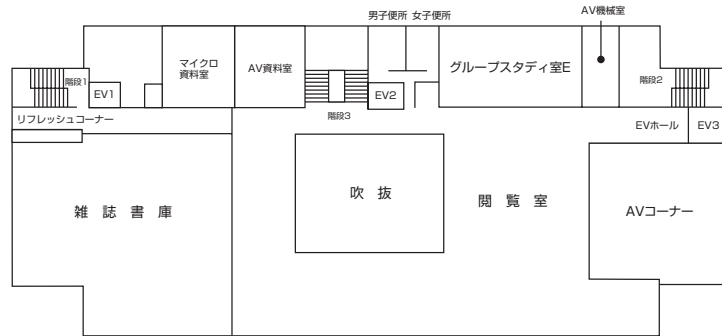 AV機械室
男子便所 女子便所
マイクロ
資料室
AV資料室
グループスタディ室E
階段1
階段2
EV1
EV2
リフレッシュコーナー
階段3
EVホール
EV3
雑誌書庫
吹抜
閲覧室
AVコーナー